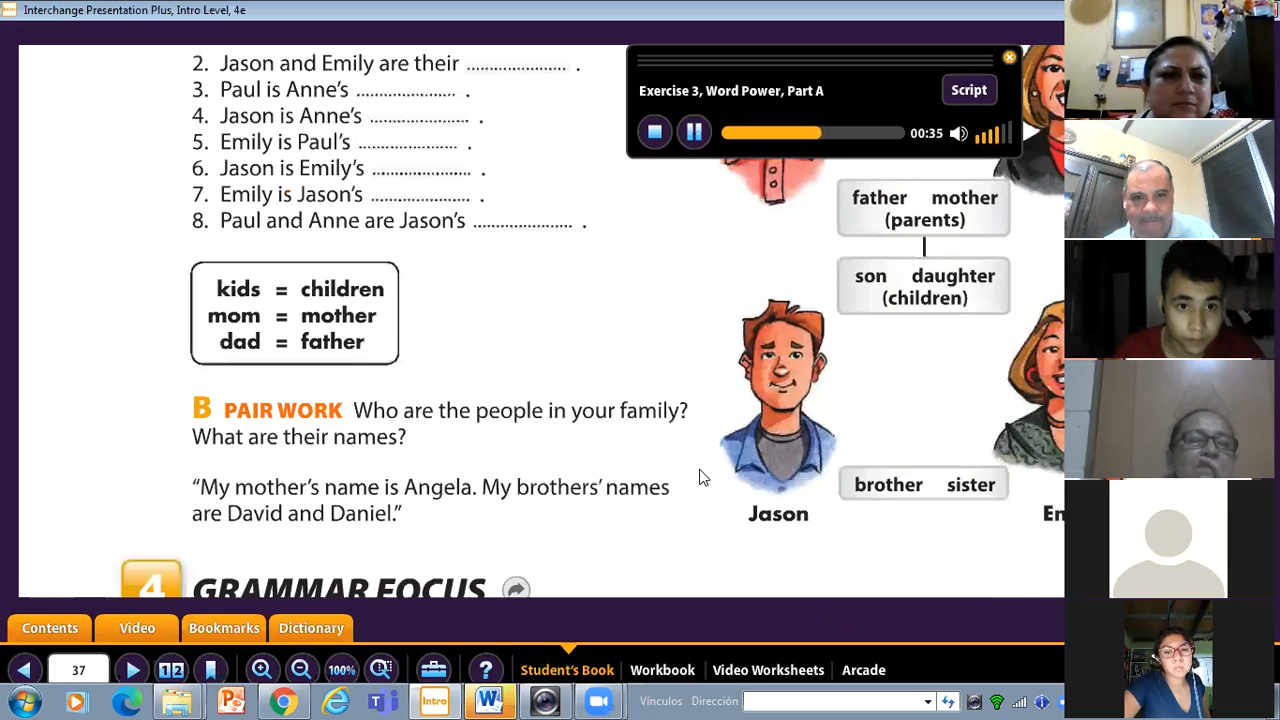 Interchange Presentation Plus, Intro Level, 4e
2. Jason and Emily are their .................... .
3. Paul is Anne's .................... .
4. Jason is Anne's .................... .
5. Emily is Paul's .................... .
6. Jason is Emily's .................... .
7. Emily is Jason's .................... .
8. Paul and Anne are Jason's .................... .
kids = children
mom = mother
dad = father
B PAIR WORK Who are the people in your family?
What are their names?
"My mother's name is Angela. My brothers' names
are David and Daniel."
4 GRAMMAR FOCUS
Exercise 3, Word Power, Part A
Script
00:35
father mother
(parents)
son daughter
(children)
brother sister
Jason
Em
Contents Video Bookmarks Dictionary
37
12
100%
?
Student's Book Workbook Video Worksheets Arcade
Intro
Vínculos Dirección